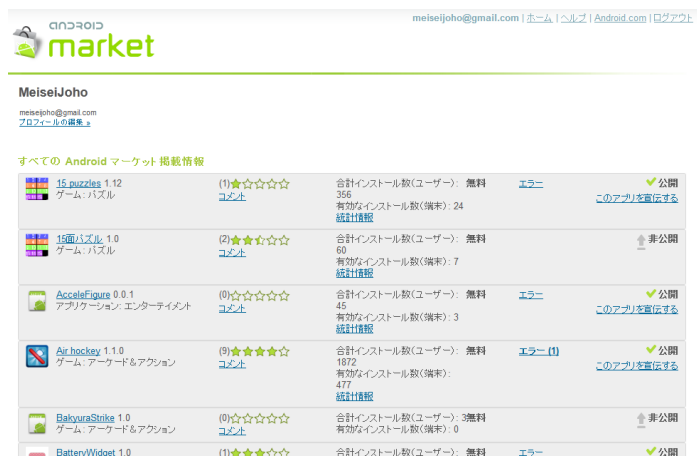 meiseijoho@gmail.com | ホーム | ヘルプ | Android.com | ログアウト
android
market
MeiseiJoho
meiseijoho@gmail.com
プロフィールの編集 »
すべての Android マーケット掲載情報
15 puzzles 1.12 (1) 合計インストール数(ユーザー): 無料 エラー 公開
ゲーム: パズル コメント 356 このアプリを宣伝する
有効なインストール数(端末): 24
統計情報
15面パズル 1.0 (2) 合計インストール数(ユーザー): 無料 非公開
ゲーム: パズル コメント 60
有効なインストール数(端末): 7
統計情報
AcceleFigure 0.0.1 (0) 合計インストール数(ユーザー): 無料 エラー 公開
アプリケーション: エンターテイメント コメント 45 このアプリを宣伝する
有効なインストール数(端末): 3
統計情報
Air hockey 1.1.0 (9) 合計インストール数(ユーザー): 無料 エラー (1) 公開
ゲーム: アーケード&アクション コメント 1872 このアプリを宣伝する
有効なインストール数(端末):
477
統計情報
BakyuraStrike 1.0 (0) 合計インストール数(ユーザー): 3無料 非公開
ゲーム: アーケード&アクション コメント 有効なインストール数(端末): 0
BatteryWidget 1.0 (1) 合計インストール数(ユーザー): 無料 エラー 公開